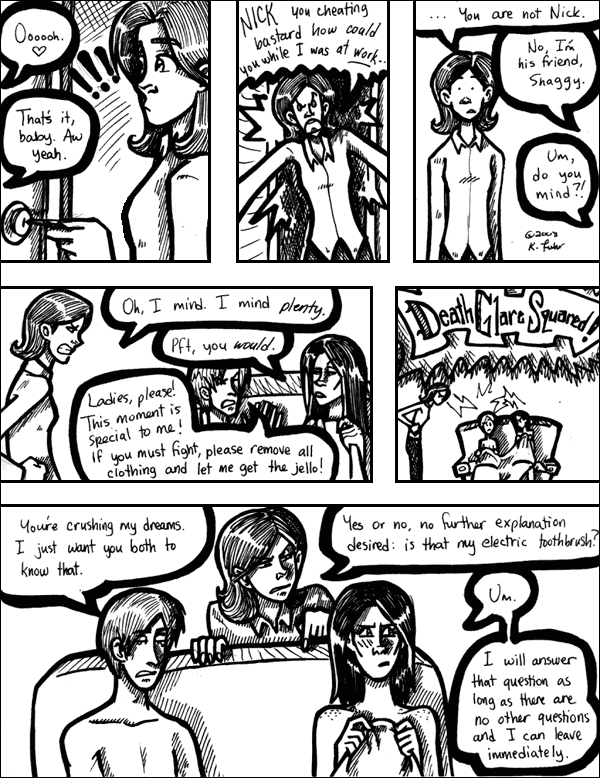 Oooooh.
♡
!!!
That's it,
baby. Aw
yeah.
NICK you cheating
bastard how could
you while I was at work...
... You are not Nick.
No, I'm
his friend,
Shaggy.
Um,
do you
mind?!
©2003
K. Fuhr
Oh, I mind. I mind plenty.
Pft, you would.
Ladies, please!
This moment is
special to me!
If you must fight, please remove all
clothing and let me get the jello!
Death Glare Squared!
You're crushing my dreams.
I just want you both to
know that.
Yes or no, no further explanation
desired: is that my electric toothbrush?
Um.
I will answer
that question as
long as there are
no other questions
and I can leave
immediately.